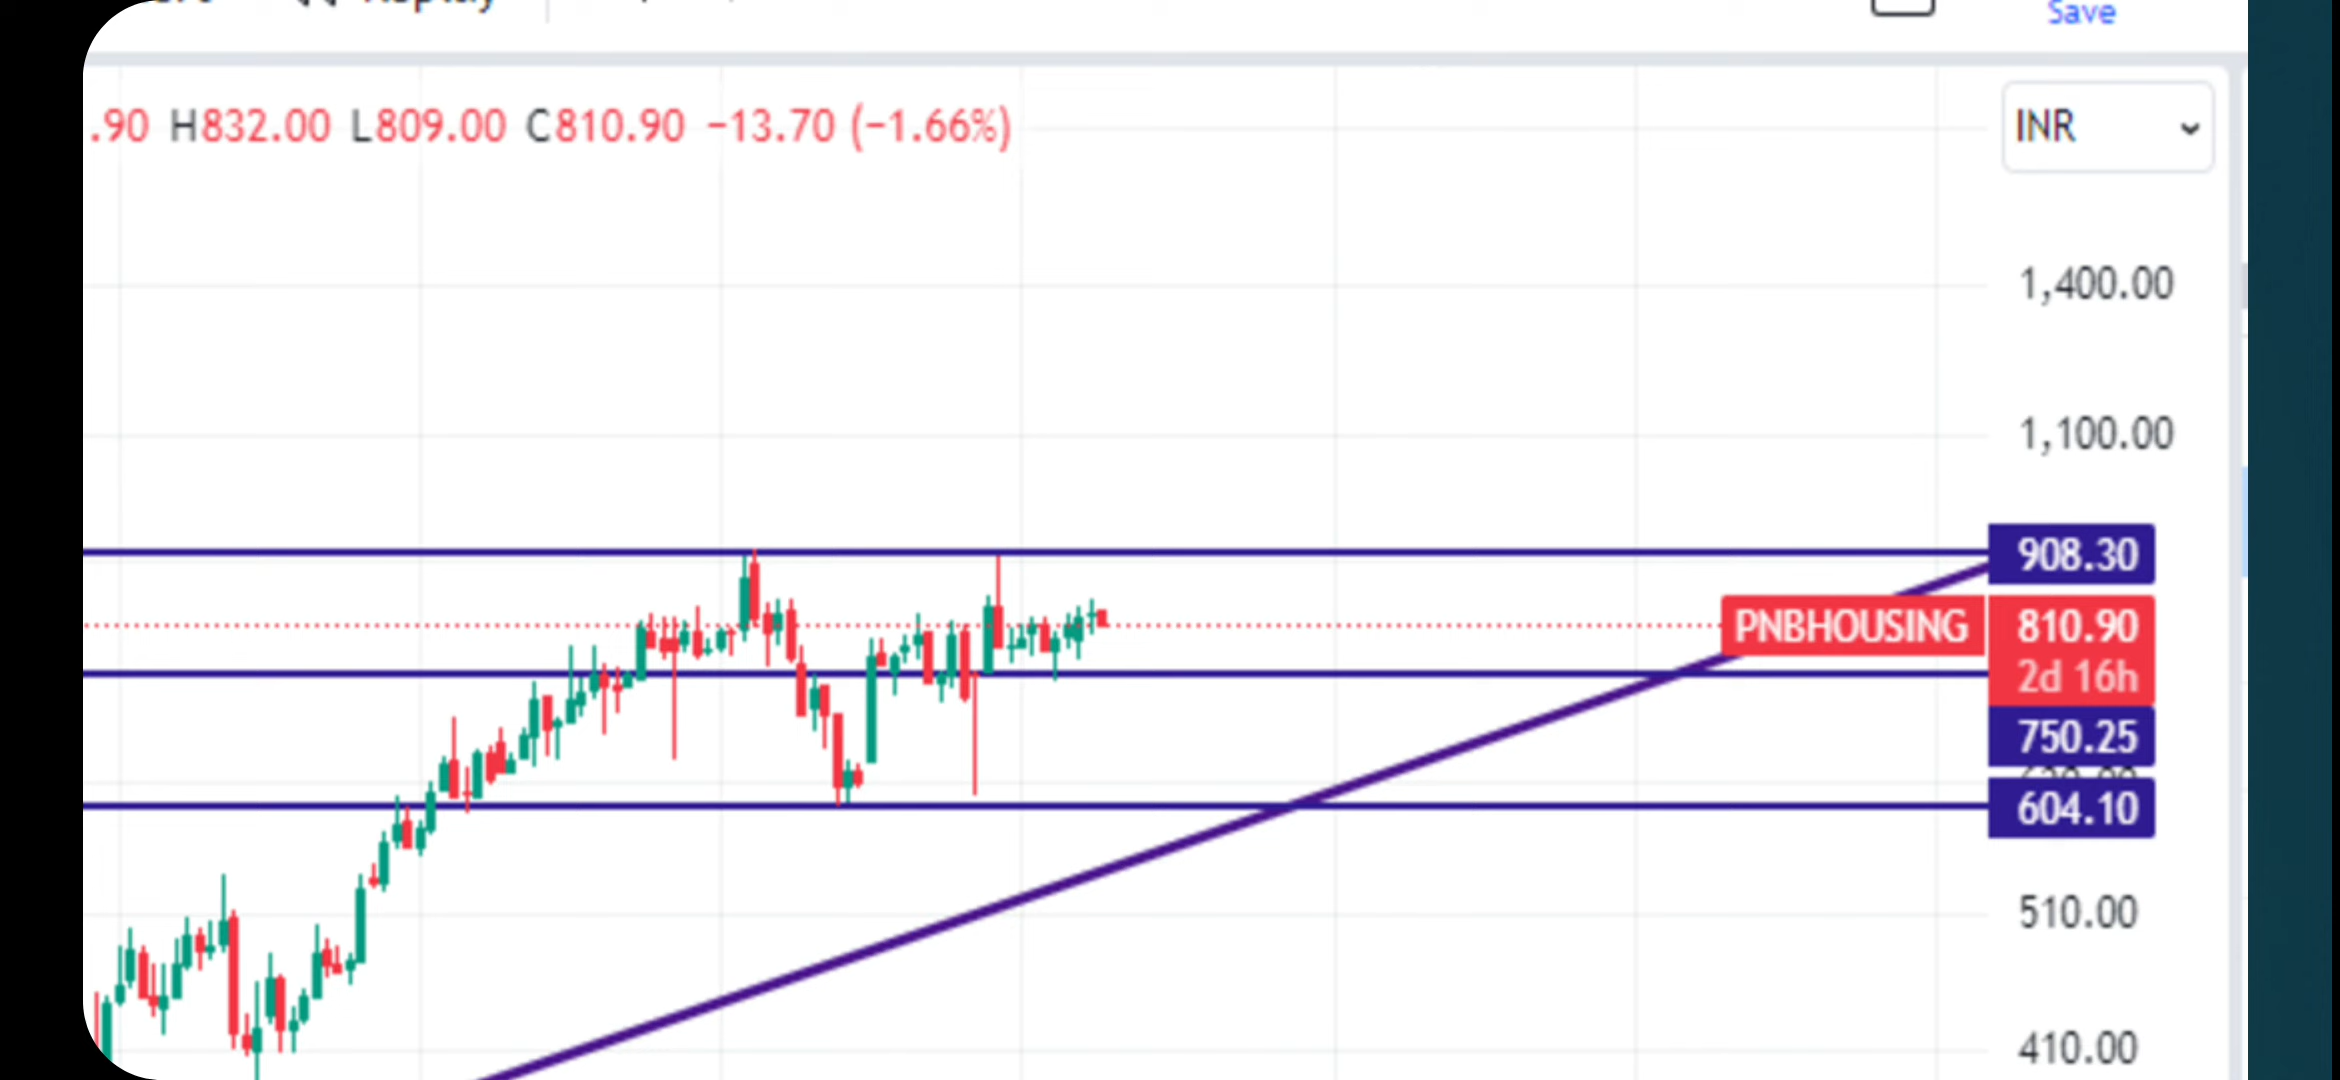 Save
.90 H832.00 L809.00 C810.90 −13.70 (−1.66%)
INR
1,400.00
1,100.00
908.30
PNBHOUSING 810.90
2d 16h
750.25
604.10
510.00
410.00